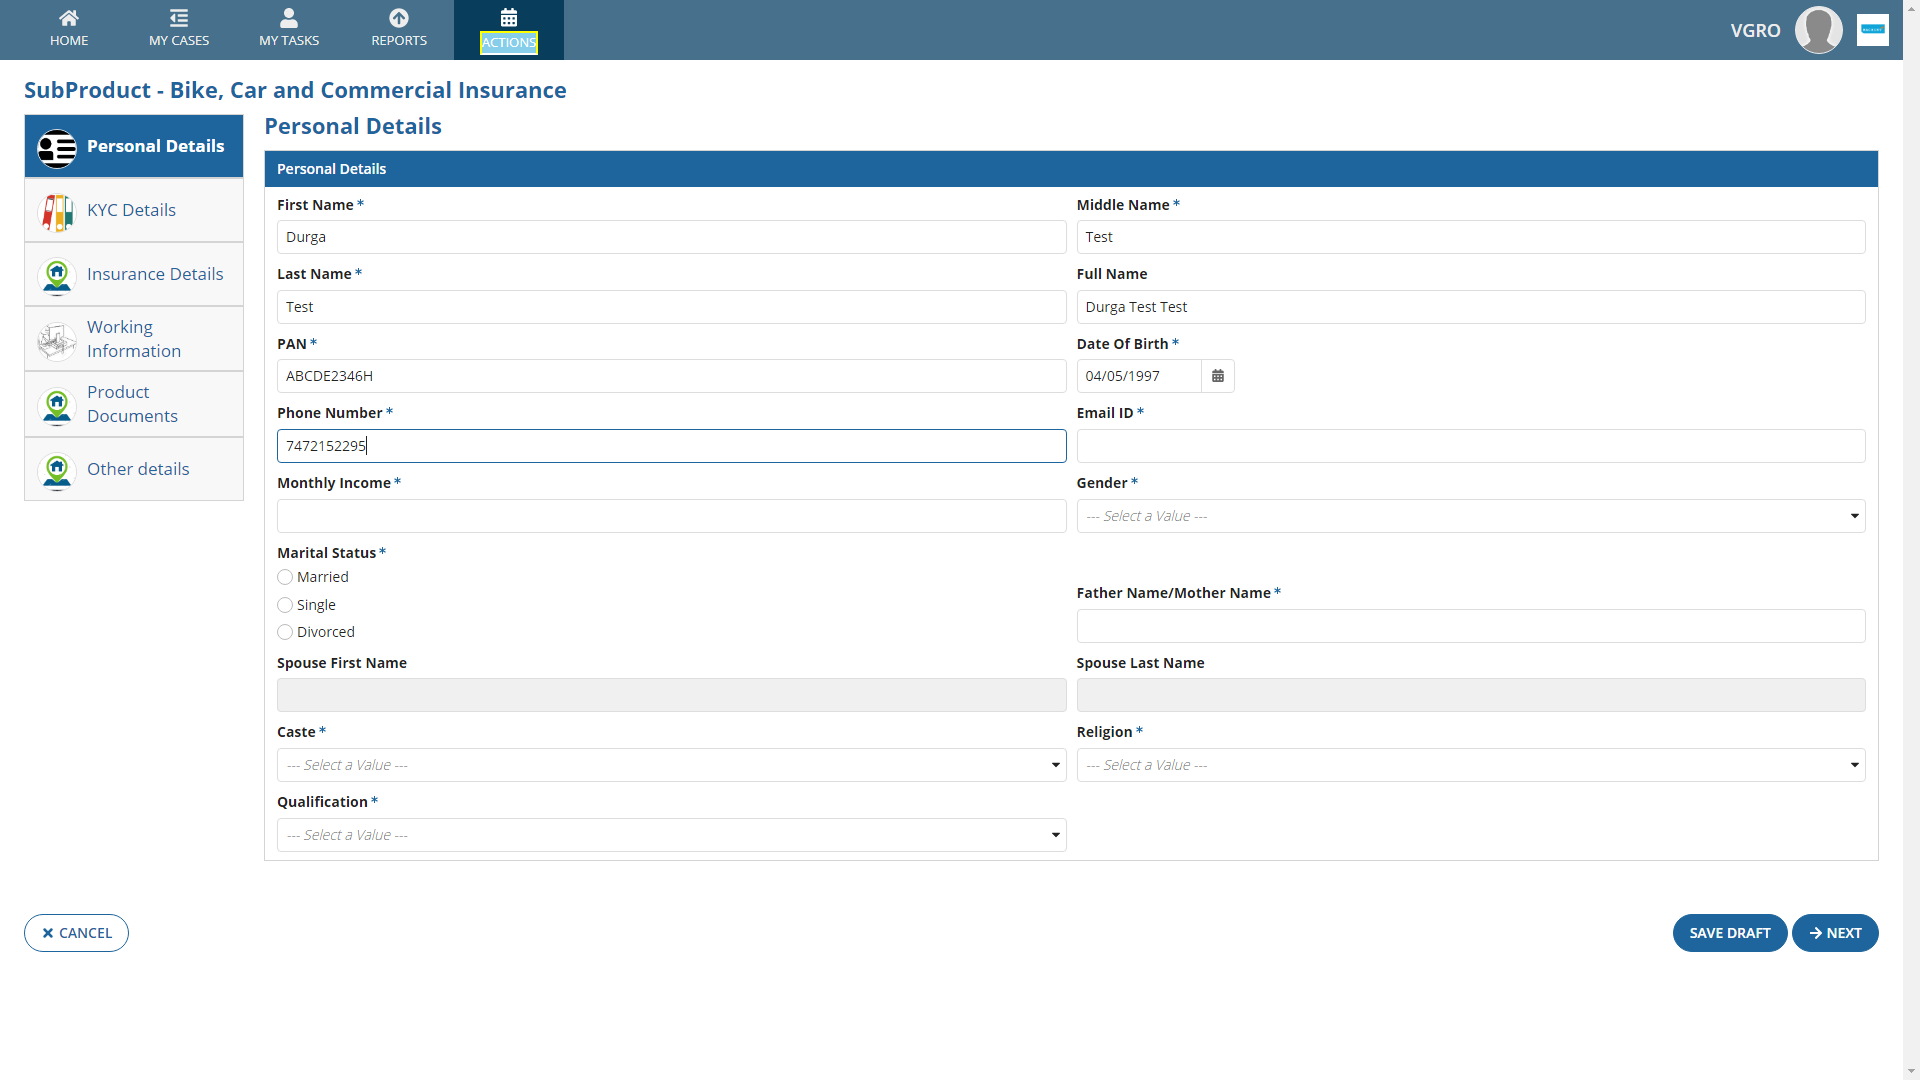 HOME
MY CASES
MY TASKS
REPORTS
ACTIONS
VGRO
SubProduct - Bike, Car and Commercial Insurance
Personal Details
KYC Details
Insurance Details
Working
Information
Product
Documents
Other details
Personal Details
Personal Details
First Name *
Middle Name *
Durga
Test
Last Name *
Full Name
Test
Durga Test Test
PAN *
Date Of Birth *
ABCDE2346H
04/05/1997
Phone Number *
Email ID *
7472152295
Monthly Income *
Gender *
--- Select a Value ---
Marital Status *
Married
Single
Divorced
Father Name/Mother Name *
Spouse First Name
Spouse Last Name
Caste *
Religion *
--- Select a Value ---
--- Select a Value ---
Qualification *
--- Select a Value ---
CANCEL
SAVE DRAFT
NEXT